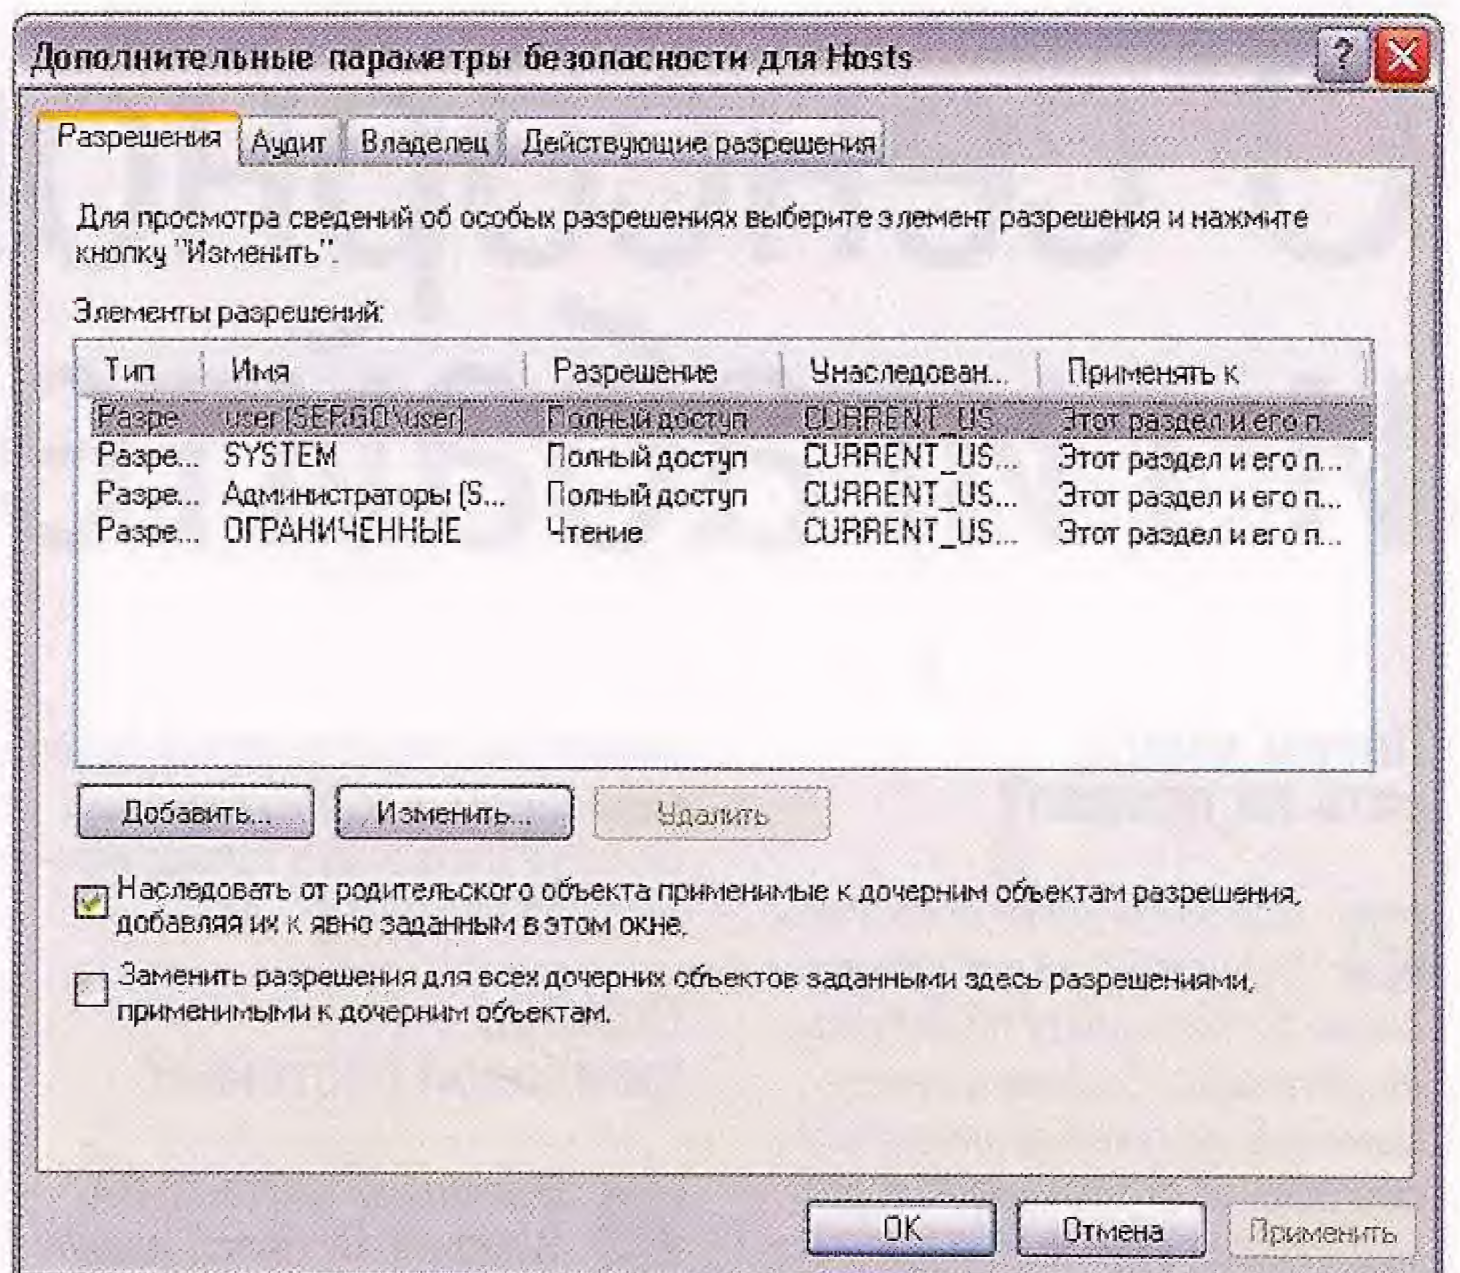 Дополнительные параметры безопасности для Hosts
?
Разрешения Аудит Владелец Действующие разрешения
Для просмотра сведений об особых разрешениях выберите элемент разрешения и нажмите
кнопку "Изменить".
Элементы разрешений:
Тип Имя Разрешение Унаследован... Применять к
Разре user (SERGO\user) Полный доступ CURRENT_US Этот раздел и его п.
Разре... SYSTEM Полный доступ CURRENT_US... Этот раздел и его п...
Разре... Администраторы (S... Полный доступ CURRENT_US... Этот раздел и его п...
Разре... ОГРАНИЧЕННЫЕ Чтение CURRENT_US... Этот раздел и его п...
Добавить... Изменить... Удалить
Наследовать от родительского объекта применимые к дочерним объектам разрешения,
добавляя их к явно заданным в этом окне.
Заменить разрешения для всех дочерних объектов заданными здесь разрешениями,
применимыми к дочерним объектам.
ОК Отмена Применить